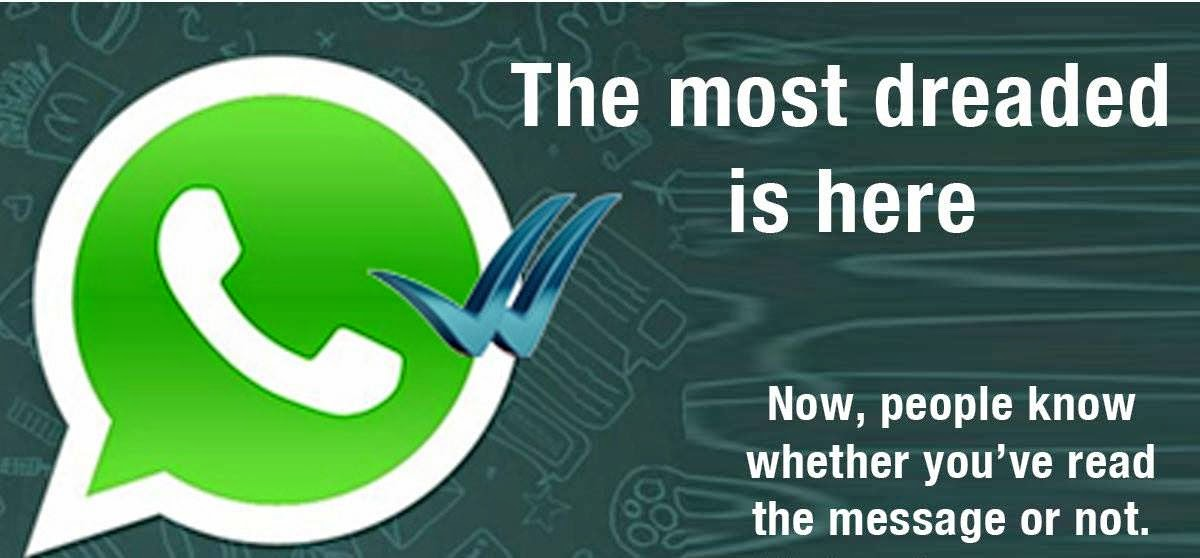 The most dreaded
is here
Now, people know
whether you’ve read
the message or not.